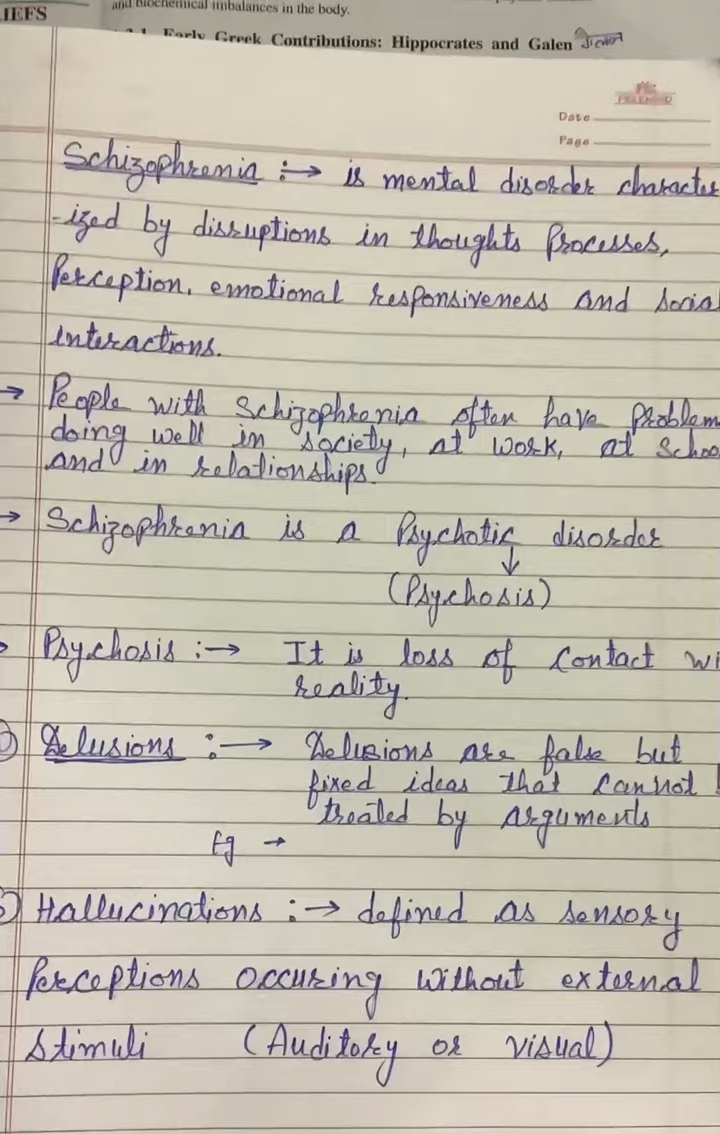 IEFS
and biochemical imbalances in the body.
Early Greek Contributions: Hippocrates and Galen
Date
Page
Schizophrenia :→ is mental disorder character
-ized by disruptions in thoughts Processes,
Perception, emotional responsiveness and social
interactions.
→ People with Schizophrenia often have problem
doing well in society, at work, at School
and in relationships.
→ Schizophrenia is a Psychotic disorder
↓
(Psychosis)
Psychosis :→ It is loss of contact wi
reality.
Delusions :→ Delusions are false but
fixed ideas that cannot
treated by arguments
Eg →
Hallucinations :→ defined as sensory
Perceptions occuring without external
stimuli (Auditory or visual)